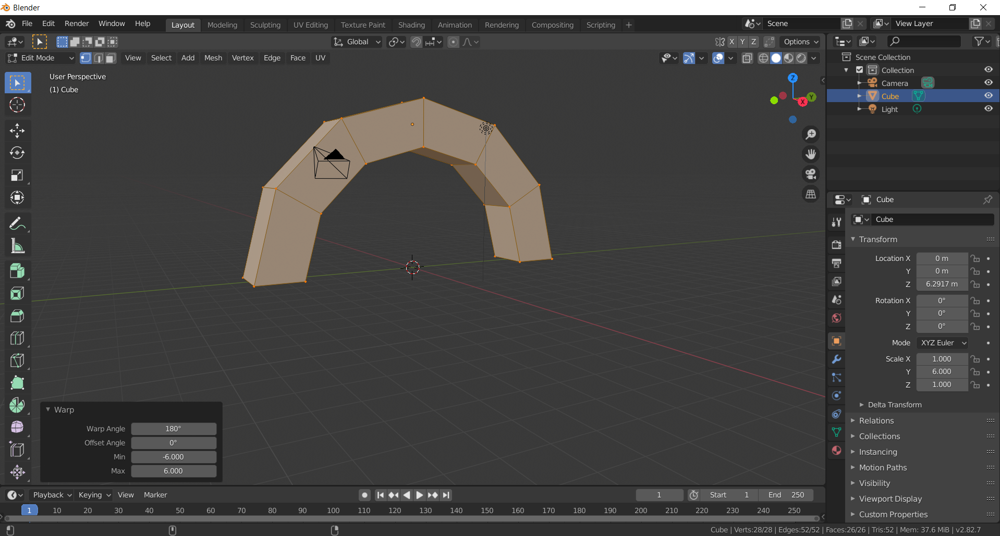 Blender
File Edit Render Window Help Layout Modeling Sculpting UV Editing Texture Paint Shading Animation Rendering Compositing Scripting + Scene View Layer
Global X Y Z Options
Edit Mode View Select Add Mesh Vertex Edge Face UV
User Perspective
(1) Cube
Z
X
Y
Scene Collection
Collection
Camera
Cube
Light
Cube
Cube
Transform
Location X 0 m
Y 0 m
Z 6.2917 m
Rotation X 0°
Y 0°
Z 0°
Mode XYZ Euler
Scale X 1.000
Y 6.000
Z 1.000
Delta Transform
Relations
Collections
Instancing
Motion Paths
Visibility
Viewport Display
Custom Properties
Warp
Warp Angle 180°
Offset Angle 0°
Min -6.000
Max 6.000
Playback Keying View Marker 1 Start 1 End 250
1 10 20 30 40 50 60 70 80 90 100 110 120 130 140 150 160 170 180 190 200 210 220 230 240 250
Cube | Verts:28/28 | Edges:52/52 | Faces:26/26 | Tris:52 | Mem: 37.6 MiB | v2.82.7